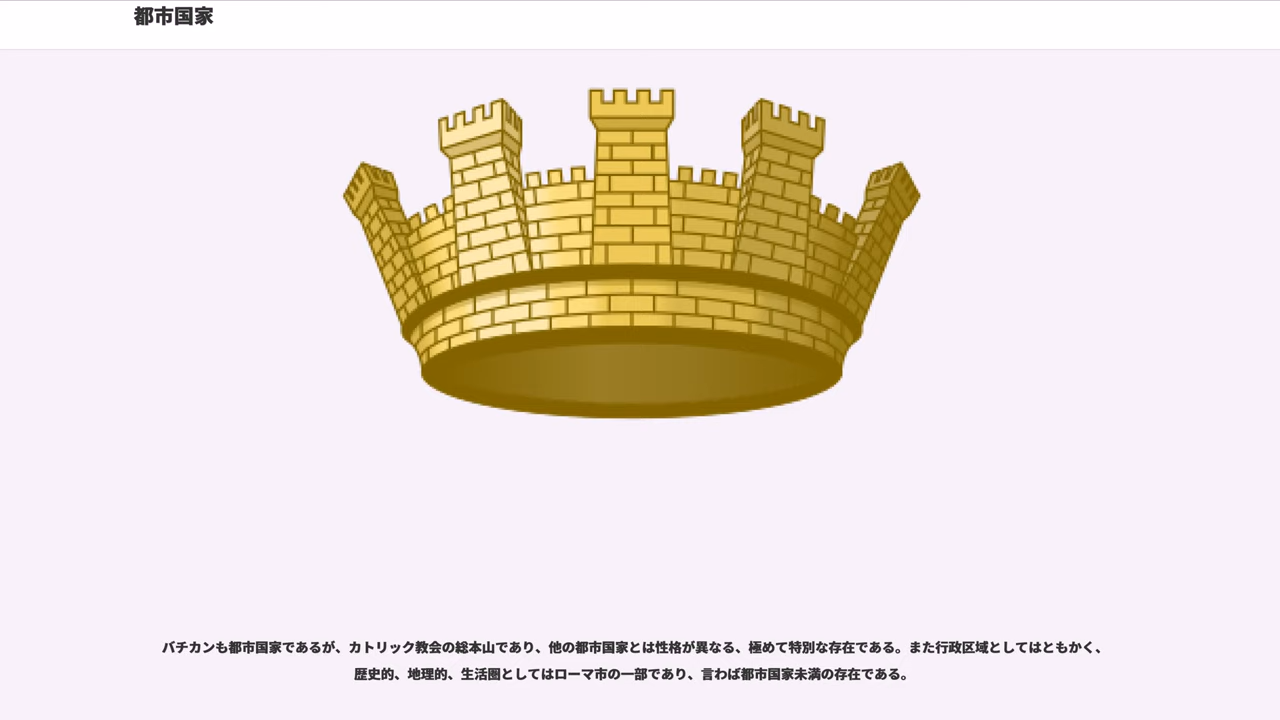 都市国家
バチカンも都市国家であるが、カトリック教会の総本山であり、他の都市国家とは性格が異なる、極めて特別な存在である。また行政区域としてはともかく、
歴史的、地理的、生活圏としてはローマ市の一部であり、言わば都市国家未満の存在である。